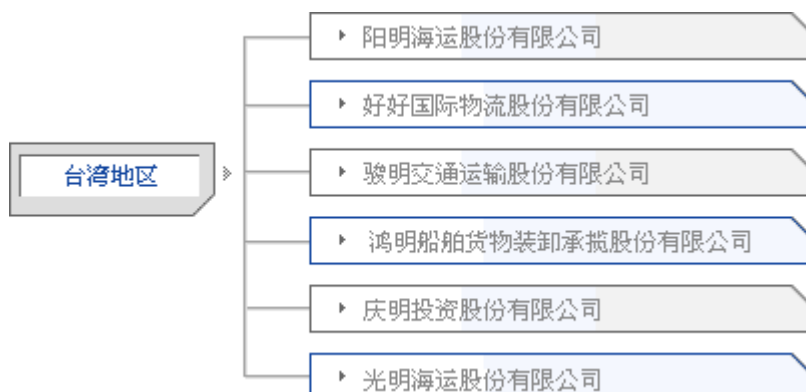 台湾地区
阳明海运股份有限公司
好好国际物流股份有限公司
骏明交通运输股份有限公司
鸿明船舶货物装卸承揽股份有限公司
庆明投资股份有限公司
光明海运股份有限公司